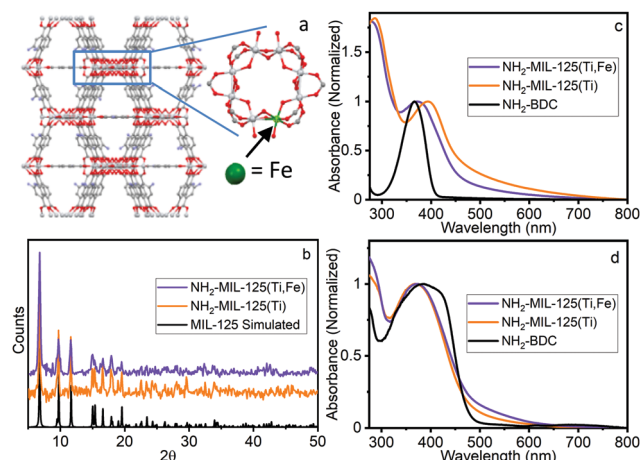 a
= Fe
b
NH₂-MIL-125(Ti,Fe)
NH₂-MIL-125(Ti)
MIL-125 Simulated
Counts
10 20 30 40 50
2θ
c
NH₂-MIL-125(Ti,Fe)
NH₂-MIL-125(Ti)
NH₂-BDC
Absorbance (Normalized)
1.5
1
0.5
0
300 400 500 600 700 800
Wavelength (nm)
d
NH₂-MIL-125(Ti,Fe)
NH₂-MIL-125(Ti)
NH₂-BDC
Absorbance (Normalized)
1
0.5
0
300 400 500 600 700 800
Wavelength (nm)